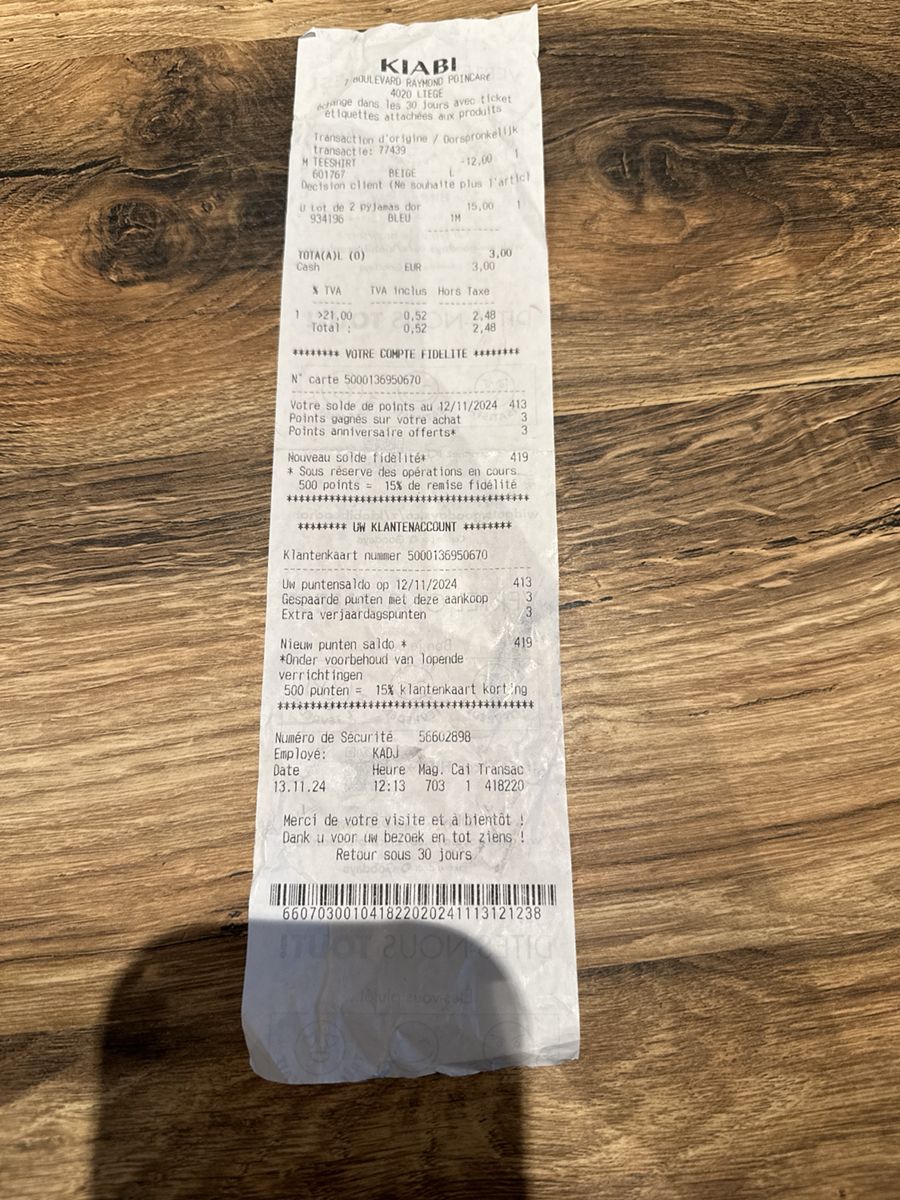 KIABI
7 BOULEVARD RAYMOND POINCARE
4020 LIEGE
échange dans les 30 jours avec ticket
étiquettes attachées aux produits
Transaction d'origine / Oorspronkelijk
transactie: 77439
M TEESHIRT -12,00 1
601767 BEIGE L
Decision client (Ne souhaite plus l'articl
U Lot de 2 pyjamas dor 15,00 1
934196 BLEU 1M
------------
TOTA(A)L (0) 3,00
Cash EUR 3,00
% TVA TVA inclus Hors Taxe
1 >21,00 0,52 2,48
Total : 0,52 2,48
******** VOTRE COMPTE FIDELITE ********
N° carte 5000136950670
Votre solde de points au 12/11/2024 413
Points gagnés sur votre achat 3
Points anniversaire offerts* 3
Nouveau solde fidélité* 419
* Sous réserve des opérations en cours
500 points = 15% de remise fidélité
******** UW KLANTENACCOUNT ********
Klantenkaart nummer 5000136950670
Uw puntensaldo op 12/11/2024 413
Gespaarde punten met deze aankoop 3
Extra verjaardagspunten 3
Nieuw punten saldo * 419
*Onder voorbehoud van lopende
verrichtingen
500 punten = 15% klantenkaart korting
Numéro de Sécurité 56602898
Employé: KADJ
Date Heure Mag. Cai Transac
13.11.24 12:13 703 1 418220
Merci de votre visite et à bientôt !
Dank u voor uw bezoek en tot ziens !
Retour sous 30 jours
660703001041822020241113121238